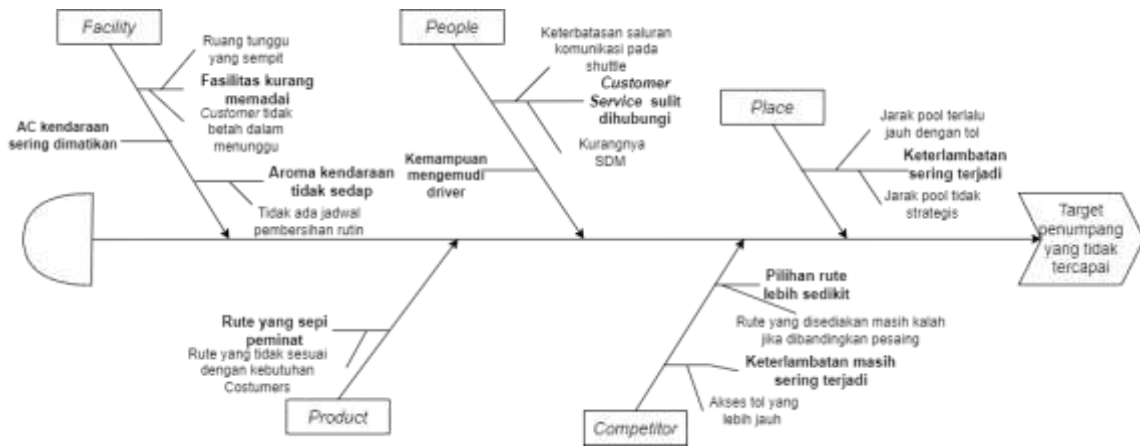 Facility
Ruang tunggu
yang sempit
Fasilitas kurang
memadai
Customer tidak
betah dalam
menunggu
AC kendaraan
sering dimatikan
Aroma kendaraan
tidak sedap
Tidak ada jadwal
pembersihan rutin
People
Keterbatasan saluran
komunikasi pada
shuttle
Customer
Service sulit
dihubungi
Kurangnya
SDM
Kemampuan
mengemudi
driver
Place
Jarak pool terlalu
jauh dengan tol
Keterlambatan
sering terjadi
Jarak pool tidak
strategis
Target
penumpang
yang tidak
tercapai
Rute yang sepi
peminat
Rute yang tidak sesuai
dengan kebutuhan
Costumers
Product
Pilihan rute
lebih sedikit
Rute yang disediakan masih kalah
jika dibandingkan pesaing
Keterlambatan masih
sering terjadi
Akses tol yang
lebih jauh
Competitor